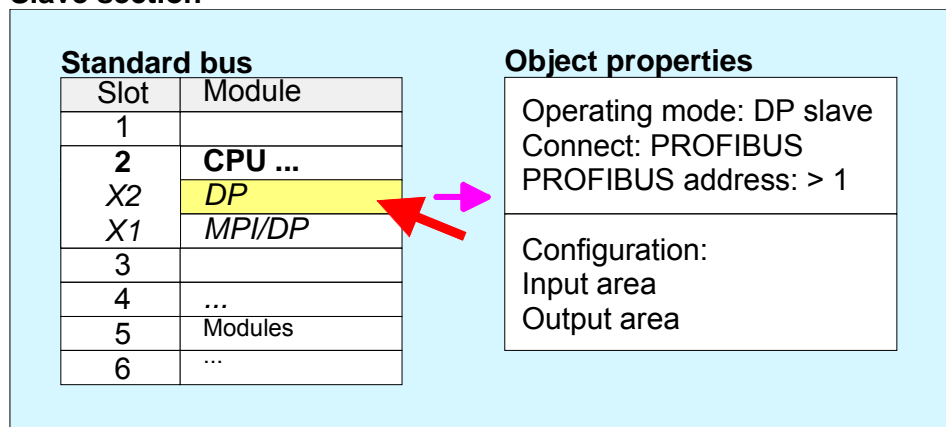 Slave section
Standard bus
Slot Module
1
2 CPU ...
X2 DP
X1 MPI/DP
3
4 ...
5 Modules
6 ...
Object properties
Operating mode: DP slave
Connect: PROFIBUS
PROFIBUS address: > 1
Configuration:
Input area
Output area